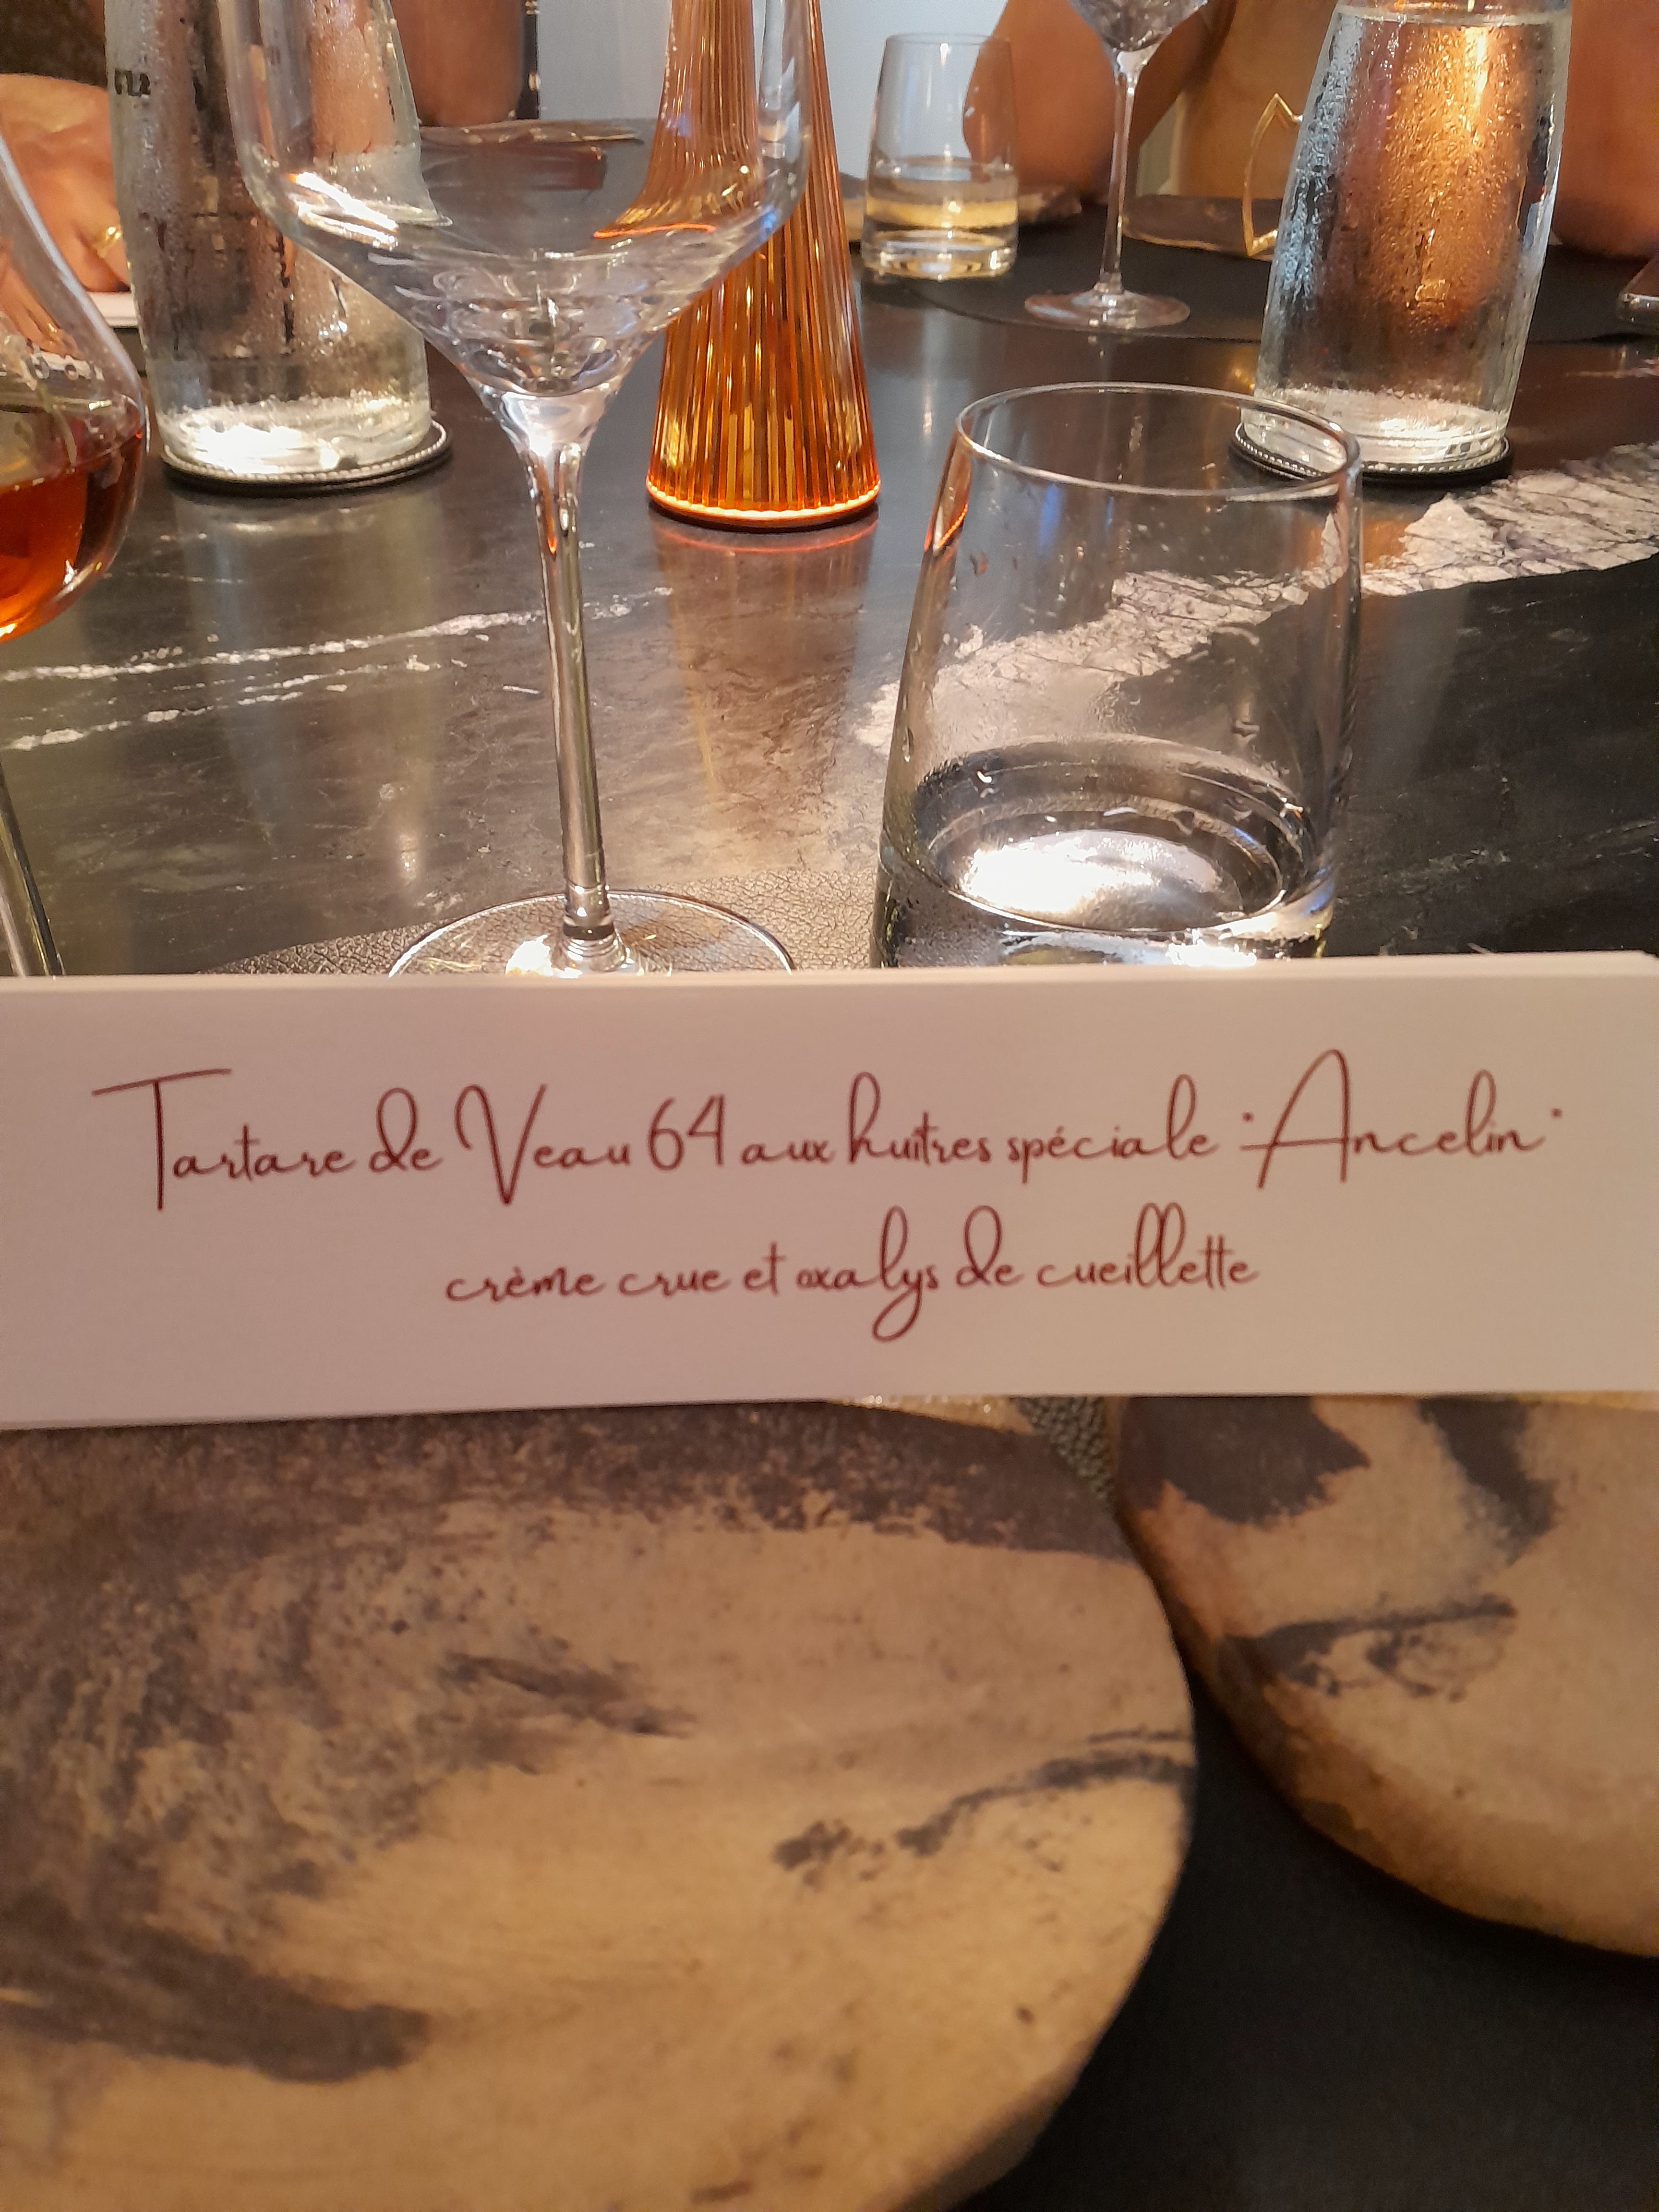 Tartare de Veau 64 aux huîtres spéciale "Ancelin"
crème crue et oxalys de cueillette